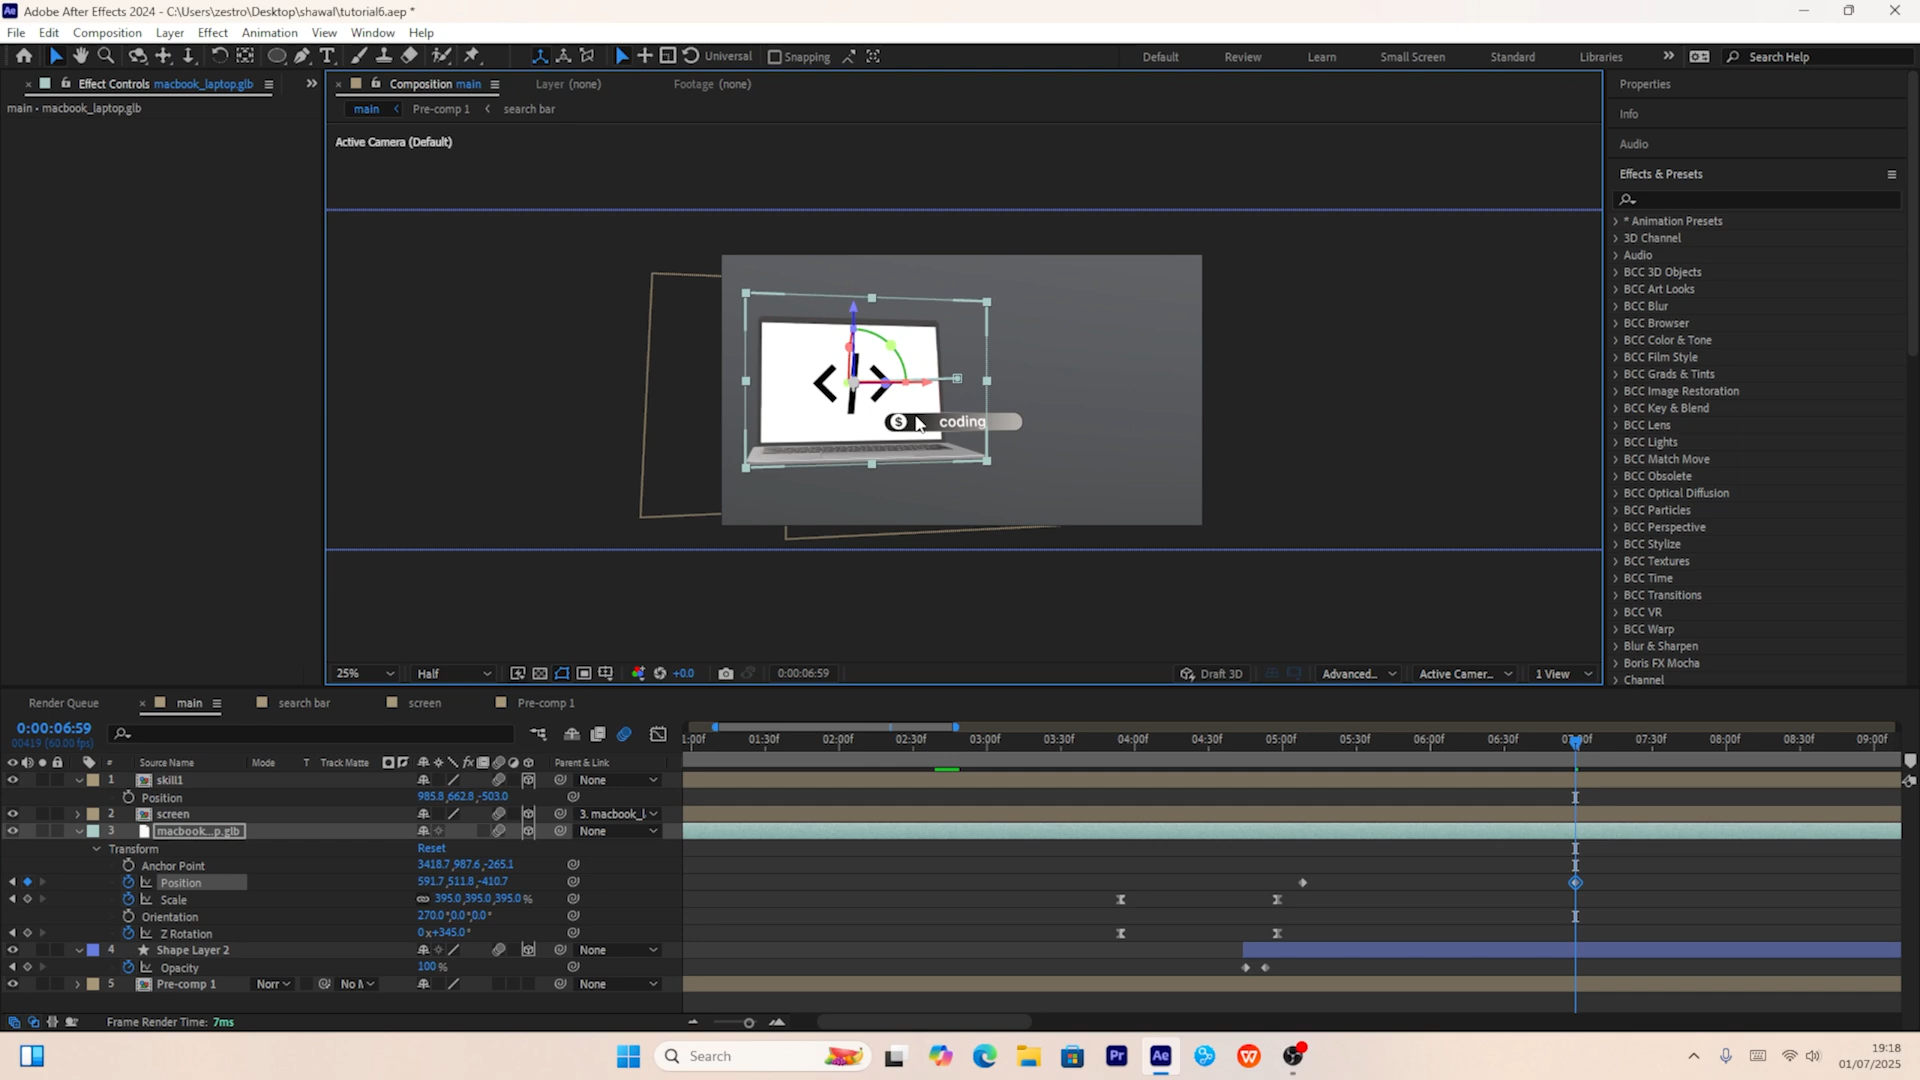 Adobe After Effects 2024 - C:\Users\zestro\Desktop\shawal\tutorial6.aep *
File Edit Composition Layer Effect Animation View Window Help
Universal Snapping Default Review Learn Small Screen Standard Libraries Search Help
Effect Controls macbook_laptop.glb
main • macbook_laptop.glb
Composition main Layer (none) Footage (none)
main Pre-comp 1 search bar
Active Camera (Default)
$ coding
25% Half +0.0 0:00:06:59 Draft 3D Advanced... Active Camer... 1 View
Properties
Info
Audio
Effects & Presets
* Animation Presets
3D Channel
Audio
BCC 3D Objects
BCC Art Looks
BCC Blur
BCC Browser
BCC Color & Tone
BCC Film Style
BCC Grads & Tints
BCC Image Restoration
BCC Key & Blend
BCC Lens
BCC Lights
BCC Match Move
BCC Obsolete
BCC Optical Diffusion
BCC Particles
BCC Perspective
BCC Stylize
BCC Textures
BCC Time
BCC Transitions
BCC VR
BCC Warp
Blur & Sharpen
Boris FX Mocha
Channel
Render Queue main search bar screen Pre-comp 1
0:00:06:59
00419 (60.00 fps)
1:00f 01:30f 02:00f 02:30f 03:00f 03:30f 04:00f 04:30f 05:00f 05:30f 06:00f 06:30f 07:00f 07:30f 08:00f 08:30f 09:00f
# Source Name Mode T Track Matte Parent & Link
1 skill1 None
Position 985.8,662.8,-503.0
2 screen 3. macbook_l
3 macbook...p.glb None
Transform Reset
Anchor Point 3418.7,987.6,-265.1
Position 591.7,511.8,-410.7
Scale 395.0,395.0,395.0 %
Orientation 270.0°,0.0°,0.0°
Z Rotation 0x+345.0°
4 Shape Layer 2 None
Opacity 100 %
5 Pre-comp 1 Norr No M None
Frame Render Time: 7ms
Search Pr Ae W
19:18
01/07/2025